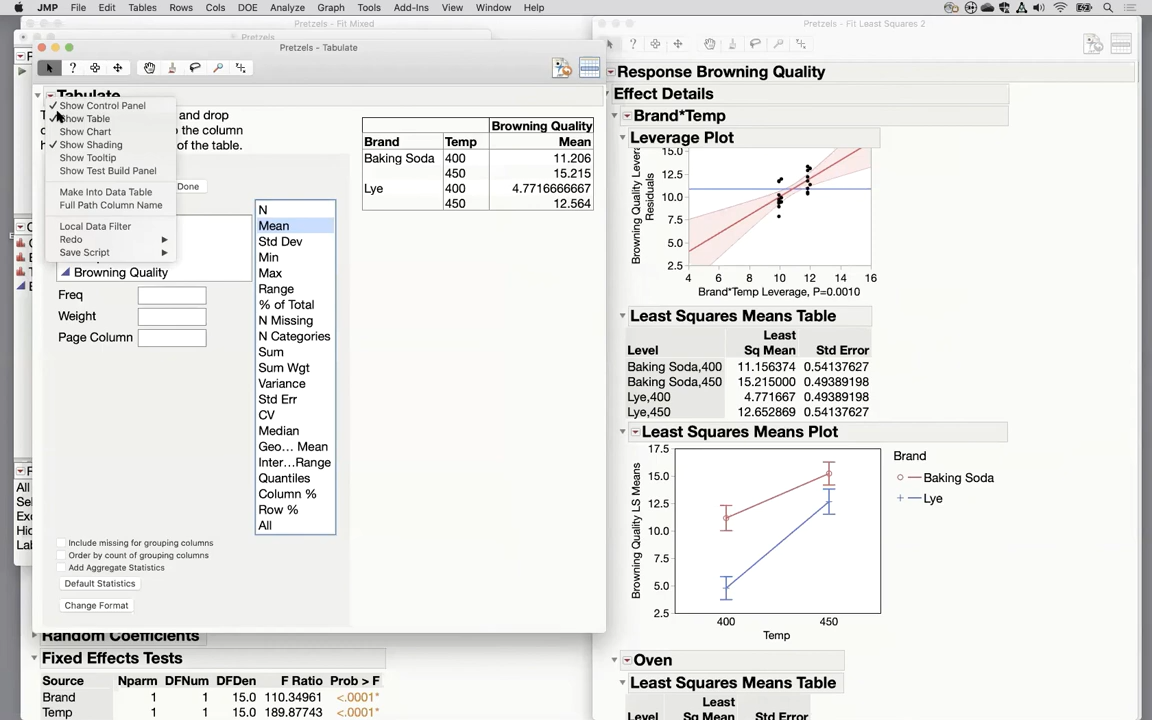 JMP File Edit Tables Rows Cols DOE Analyze Graph Tools Add-Ins View Window Help
Pretzels - Fit Mixed
Pretzels
Pretzels - Tabulate
Tabulate
Show Control Panel
Show Table
Show Chart
Show Shading
Show Tooltip
Show Test Build Panel
Make Into Data Table
Full Path Column Name
Local Data Filter
Redo
Save Script
and drop
the column
of the table.
Done
Browning Quality
Freq
Weight
Page Column
N
Mean
Std Dev
Min
Max
Range
% of Total
N Missing
N Categories
Sum
Sum Wgt
Variance
Std Err
CV
Median
Geo... Mean
Inter...Range
Quantiles
Column %
Row %
All
Include missing for grouping columns
Order by count of grouping columns
Add Aggregate Statistics
Default Statistics
Change Format
Browning Quality
Brand Temp Mean
Baking Soda 400 11.206
450 15.215
Lye 400 4.7716666667
450 12.564
Random Coefficients
Fixed Effects Tests
Source Nparm DFNum DFDen F Ratio Prob > F
Brand 1 1 15.0 110.34961 <.0001*
Temp 1 1 15.0 189.87743 <.0001*
Pretzels - Fit Least Squares 2
Response Browning Quality
Effect Details
Brand*Temp
Leverage Plot
Browning Quality Levera
Residuals
15.0
12.5
10.0
7.5
5.0
2.5
4 6 8 10 12 14 16
Brand*Temp Leverage, P=0.0010
Least Squares Means Table
Least
Level Sq Mean Std Error
Baking Soda,400 11.156374 0.54137627
Baking Soda,450 15.215000 0.49389198
Lye,400 4.771667 0.49389198
Lye,450 12.652869 0.54137627
Least Squares Means Plot
Browning Quality LS Means
17.5
15.0
12.5
10.0
7.5
5.0
2.5
400 450
Temp
Brand
Baking Soda
Lye
Oven
Least Squares Means Table
Least
Level Sq Mean Std Error